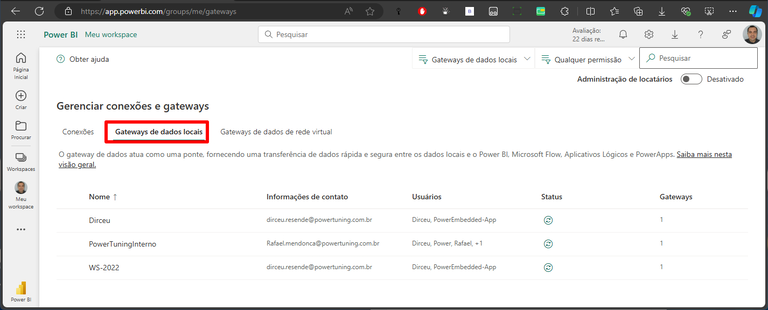 https://app.powerbi.com/groups/me/gateways
Power BI Meu workspace Pesquisar Avaliação: 22 dias re...
Obter ajuda Gateways de dados locais Qualquer permissão Pesquisar
Página inicial
Administração de locatários Desativado
Criar
Gerenciar conexões e gateways
Procurar
Conexões Gateways de dados locais Gateways de dados de rede virtual
O gateway de dados atua como uma ponte, fornecendo uma transferência de dados rápida e segura entre os dados locais e o Power BI, Microsoft Flow, Aplicativos Lógicos e PowerApps. Saiba mais nesta
visão geral.
Workspaces
Meu workspace
Nome Informações de contato Usuários Status Gateways
Dirceu dirceu.resende@powertuning.com.br Dirceu, PowerEmbedded-App 1
PowerTuningInterno Rafael.mendonca@powertuning.com.br Dirceu, Power, Rafael, +1 1
WS-2022 dirceu.resende@powertuning.com.br Dirceu, PowerEmbedded-App 1
Power BI